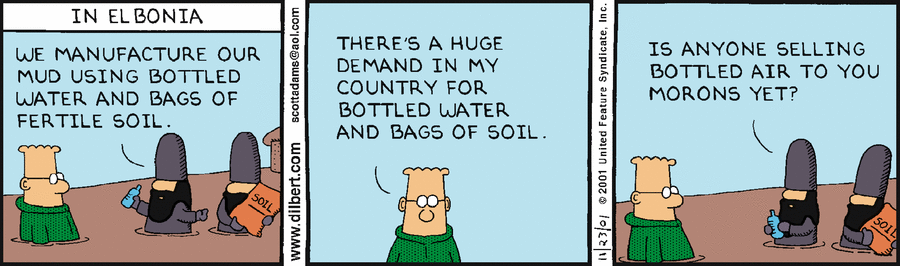 IN ELBONIA
WE MANUFACTURE OUR
MUD USING BOTTLED
WATER AND BAGS OF
FERTILE SOIL.
SOIL
www.dilbert.com
scottadams@aol.com
THERE'S A HUGE
DEMAND IN MY
COUNTRY FOR
BOTTLED WATER
AND BAGS OF SOIL.
11/23/01 © 2001 United Feature Syndicate, Inc.
IS ANYONE SELLING
BOTTLED AIR TO YOU
MORONS YET?
SOIL